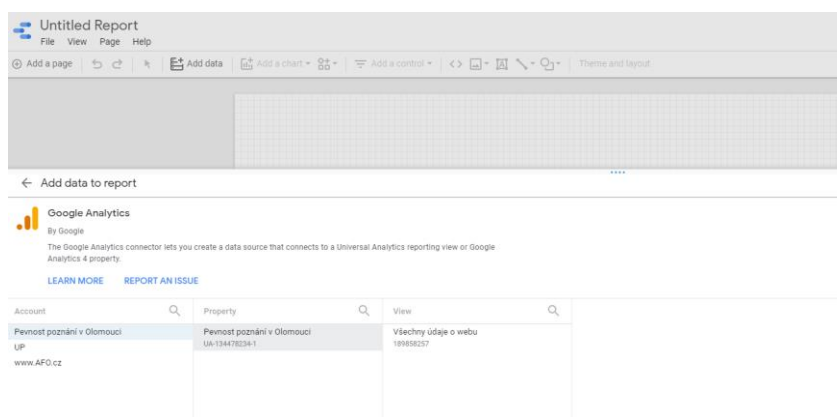 Untitled Report
File View Page Help
Add a page Add data Add a chart Add a control Theme and layout
Add data to report
Google Analytics
By Google
The Google Analytics connector lets you create a data source that connects to a Universal Analytics reporting view or Google
Analytics 4 property.
LEARN MORE REPORT AN ISSUE
Account Property View
Pevnost poznání v Olomouci Pevnost poznání v Olomouci Všechny údaje o webu
UP UA-134478234-1 189858257
www.AFO.cz